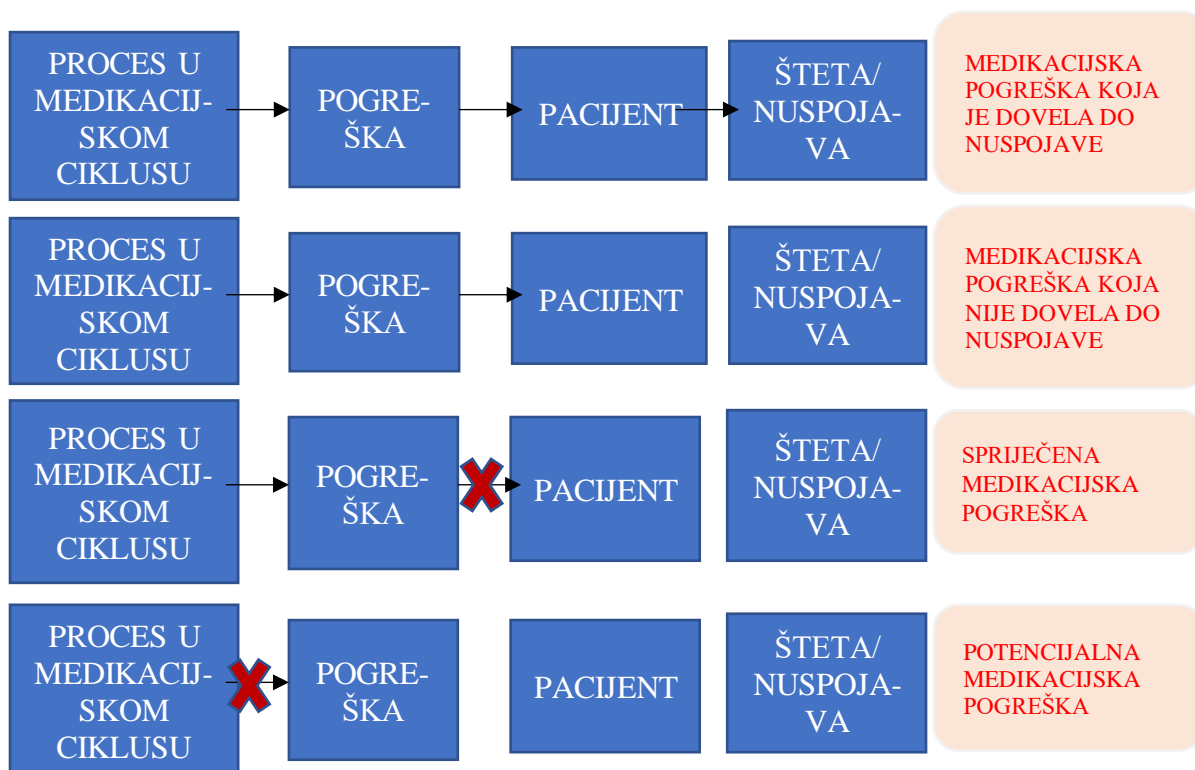 PROCES U
MEDIKACIJ-
SKOM
CIKLUSU
POGRE-
ŠKA
PACIJENT
ŠTETA/
NUSPOJA-
VA
MEDIKACIJSKA
POGREŠKA KOJA
JE DOVELA DO
NUSPOJAVE
PROCES U
MEDIKACIJ-
SKOM
CIKLUSU
POGRE-
ŠKA
PACIJENT
ŠTETA/
NUSPOJA-
VA
MEDIKACIJSKA
POGREŠKA KOJA
NIJE DOVELA DO
NUSPOJAVE
PROCES U
MEDIKACIJ-
SKOM
CIKLUSU
POGRE-
ŠKA
PACIJENT
ŠTETA/
NUSPOJA-
VA
SPRIJEČENA
MEDIKACIJSKA
POGREŠKA
PROCES U
MEDIKACIJ-
SKOM
CIKLUSU
POGRE-
ŠKA
PACIJENT
ŠTETA/
NUSPOJA-
VA
POTENCIJALNA
MEDIKACIJSKA
POGREŠKA